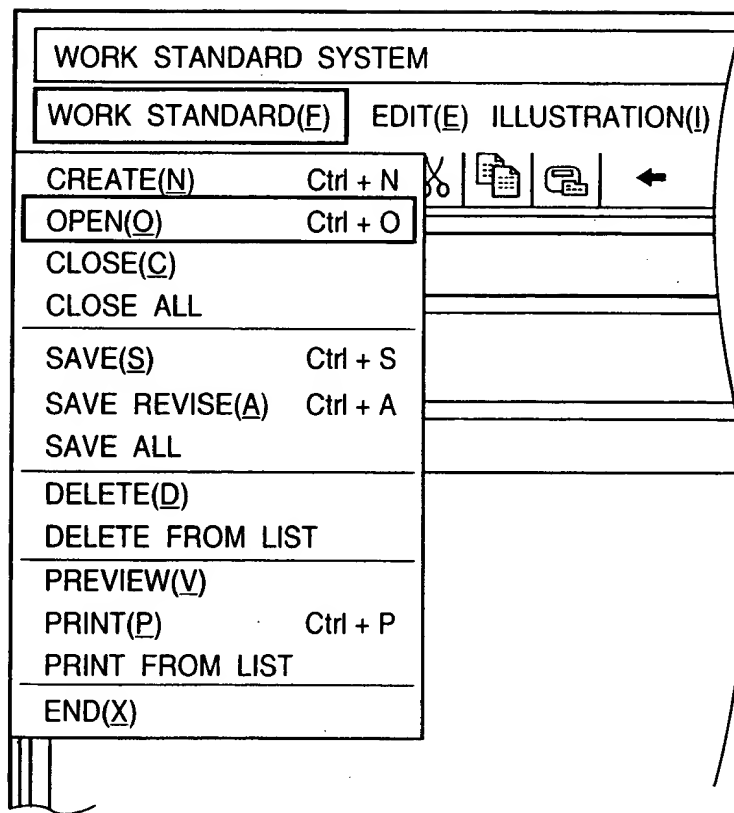 WORK STANDARD SYSTEM
WORK STANDARD(F) EDIT(E) ILLUSTRATION(I)
CREATE(N) Ctrl + N
OPEN(O) Ctrl + O
CLOSE(C)
CLOSE ALL
SAVE(S) Ctrl + S
SAVE REVISE(A) Ctrl + A
SAVE ALL
DELETE(D)
DELETE FROM LIST
PREVIEW(V)
PRINT(P) Ctrl + P
PRINT FROM LIST
END(X)